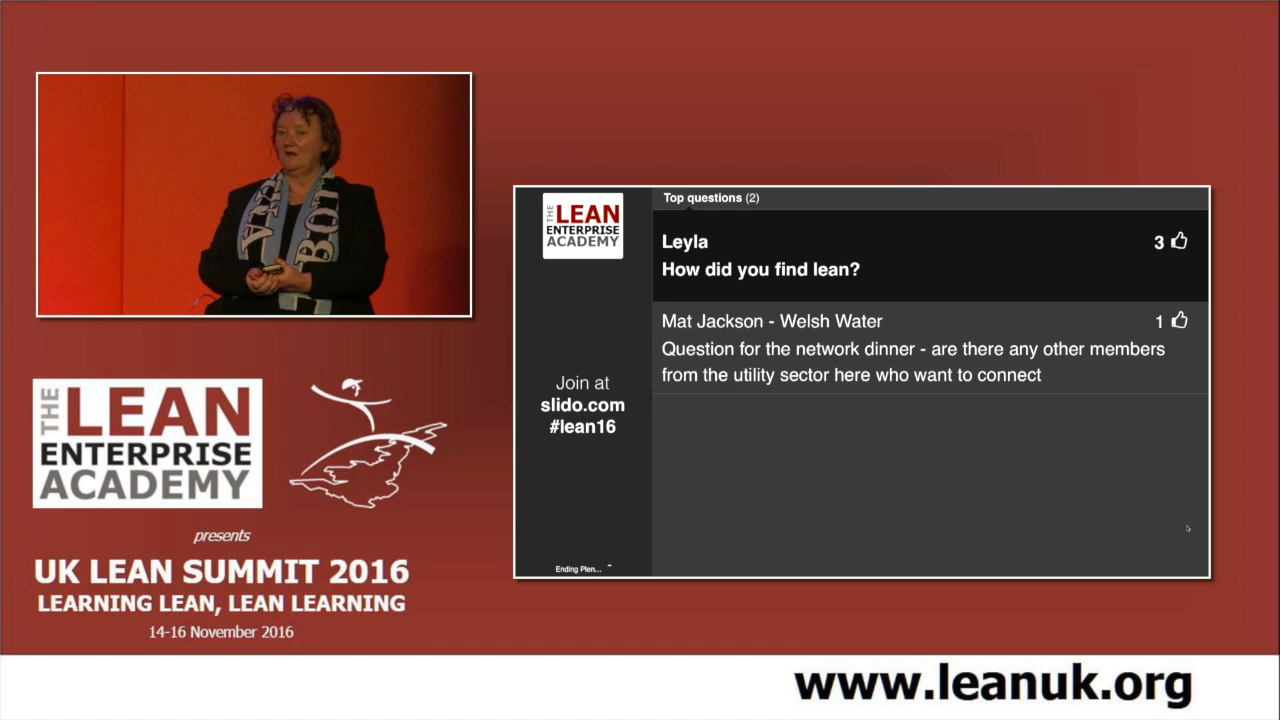 THE LEAN
ENTERPRISE
ACADEMY
presents
UK LEAN SUMMIT 2016
LEARNING LEAN, LEAN LEARNING
14-16 November 2016
THE LEAN
ENTERPRISE
ACADEMY
Join at
slido.com
#lean16
Ending Plen...
Top questions (2)
Leyla
3
How did you find lean?
Mat Jackson - Welsh Water
1
Question for the network dinner - are there any other members
from the utility sector here who want to connect
www.leanuk.org